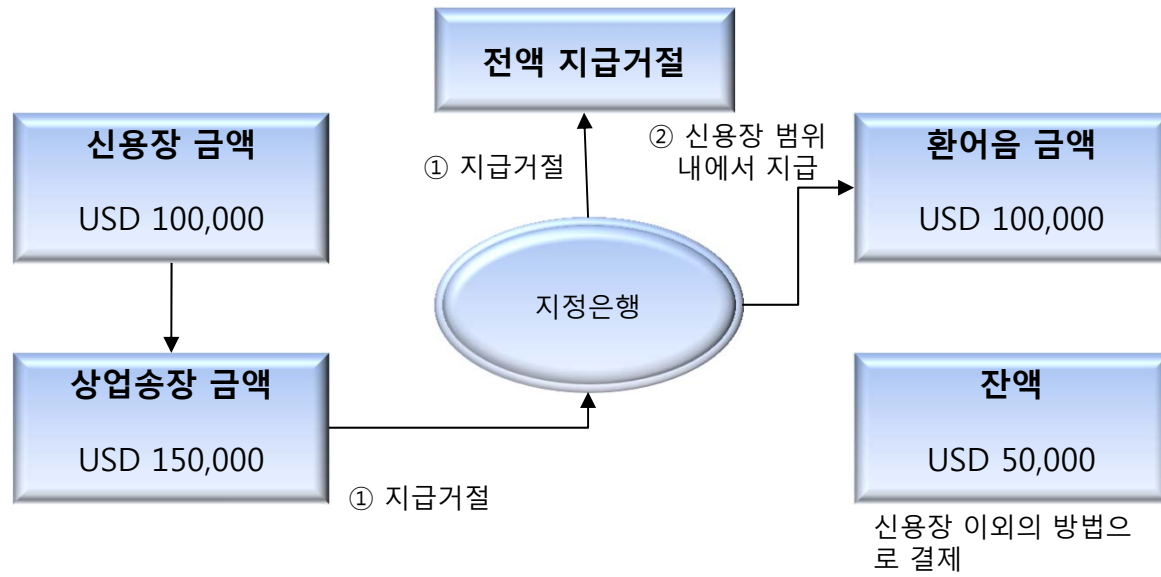 전액 지급거절
신용장 금액
USD 100,000
① 지급거절
② 신용장 범위
내에서 지급
환어음 금액
USD 100,000
지정은행
상업송장 금액
USD 150,000
① 지급거절
잔액
USD 50,000
신용장 이외의 방법으
로 결제